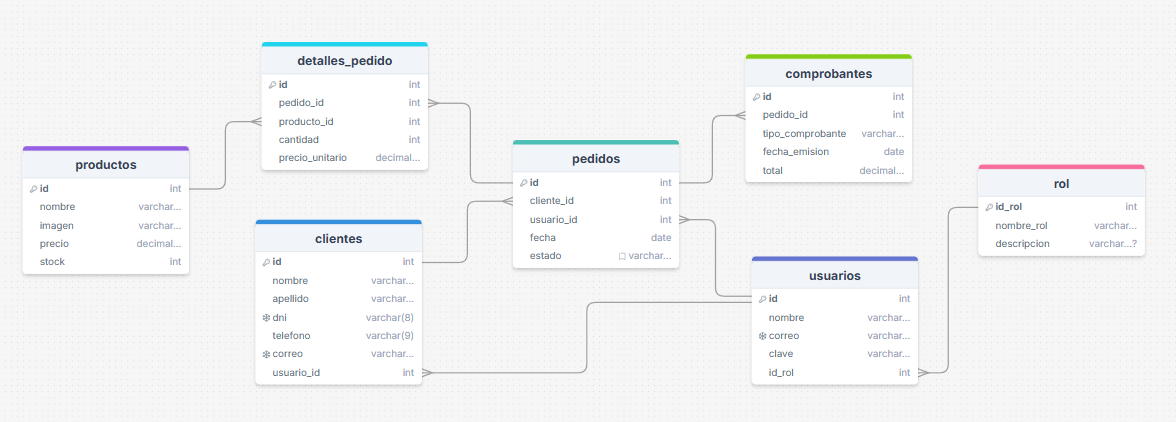 detalles_pedido
id int
pedido_id int
producto_id int
cantidad int
precio_unitario decimal...
comprobantes
id int
pedido_id int
tipo_comprobante varchar...
fecha_emision date
total decimal...
productos
id int
nombre varchar...
imagen varchar...
precio decimal...
stock int
pedidos
id int
cliente_id int
usuario_id int
fecha date
estado varchar...
rol
id_rol int
nombre_rol varchar...
descripcion varchar...?
clientes
id int
nombre varchar...
apellido varchar...
dni varchar(8)
telefono varchar(9)
correo varchar...
usuario_id int
usuarios
id int
nombre varchar...
correo varchar...
clave varchar...
id_rol int